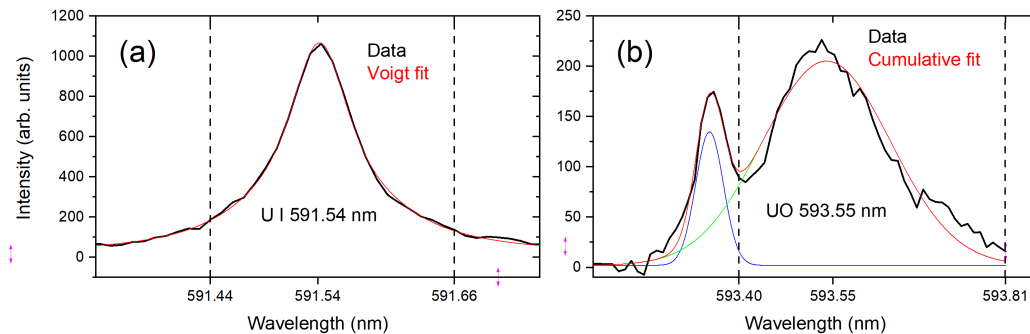 (a)
Data
Voigt fit
U I 591.54 nm
Intensity (arb. units)
1200
1000
800
600
400
200
0
591.44
591.54
591.66
Wavelength (nm)
(b)
Data
Cumulative fit
UO 593.55 nm
250
200
150
100
50
0
593.40
593.55
593.81
Wavelength (nm)